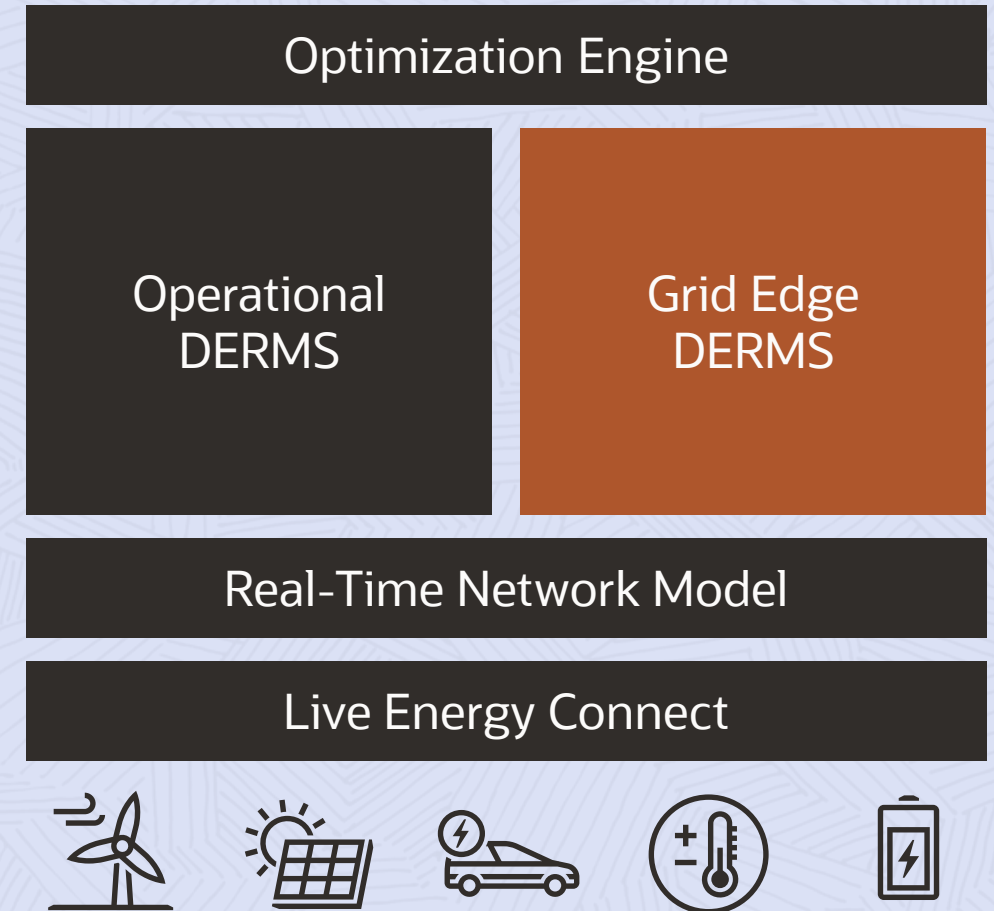 Optimization Engine
Operational
DERMS
Grid Edge
DERMS
Real-Time Network Model
Live Energy Connect